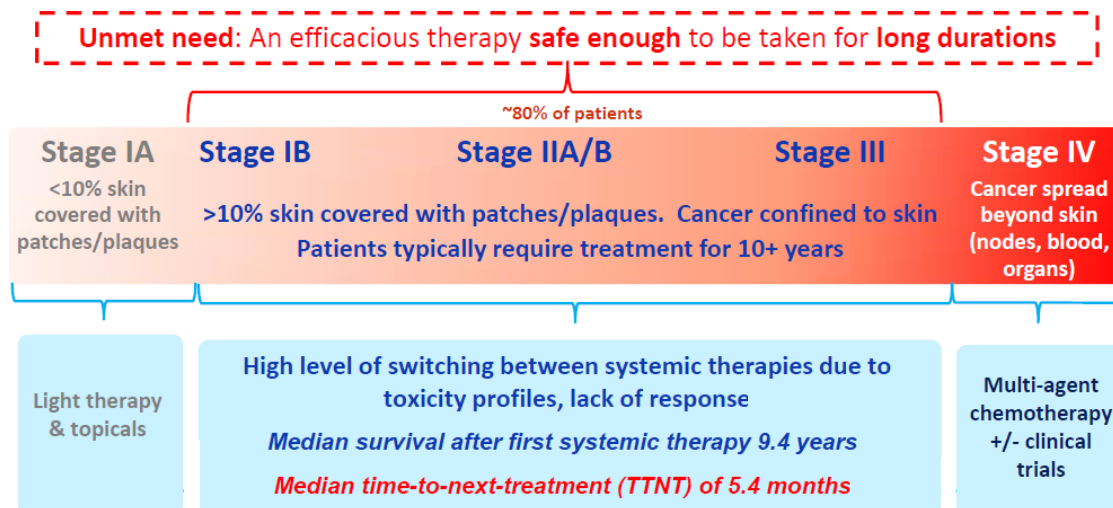 Unmet need: An efficacious therapy safe enough to be taken for long durations
~80% of patients
Stage IA
<10% skin
covered with
patches/plaques
Stage IB
Stage IIA/B
Stage III
>10% skin covered with patches/plaques. Cancer confined to skin
Patients typically require treatment for 10+ years
Stage IV
Cancer spread
beyond skin
(nodes, blood,
organs)
Light therapy
& topicals
High level of switching between systemic therapies due to
toxicity profiles, lack of response
Median survival after first systemic therapy 9.4 years
Median time-to-next-treatment (TTNT) of 5.4 months
Multi-agent
chemotherapy
+/- clinical
trials